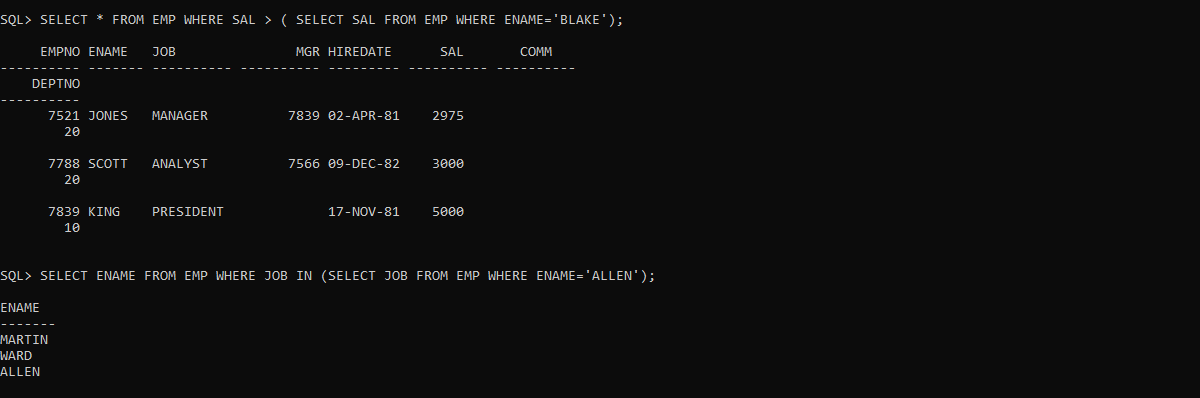 SQL> SELECT * FROM EMP WHERE SAL > ( SELECT SAL FROM EMP WHERE ENAME='BLAKE');
     EMPNO ENAME   JOB               MGR HIREDATE         SAL       COMM
---------- ------- ---------- ---------- --------- ---------- ----------
    DEPTNO
----------
      7521 JONES   MANAGER          7839 02-APR-81    2975
        20
      7788 SCOTT   ANALYST          7566 09-DEC-82    3000
        20
      7839 KING    PRESIDENT             17-NOV-81    5000
        10
SQL> SELECT ENAME FROM EMP WHERE JOB IN (SELECT JOB FROM EMP WHERE ENAME='ALLEN');
ENAME
-------
MARTIN
WARD
ALLEN